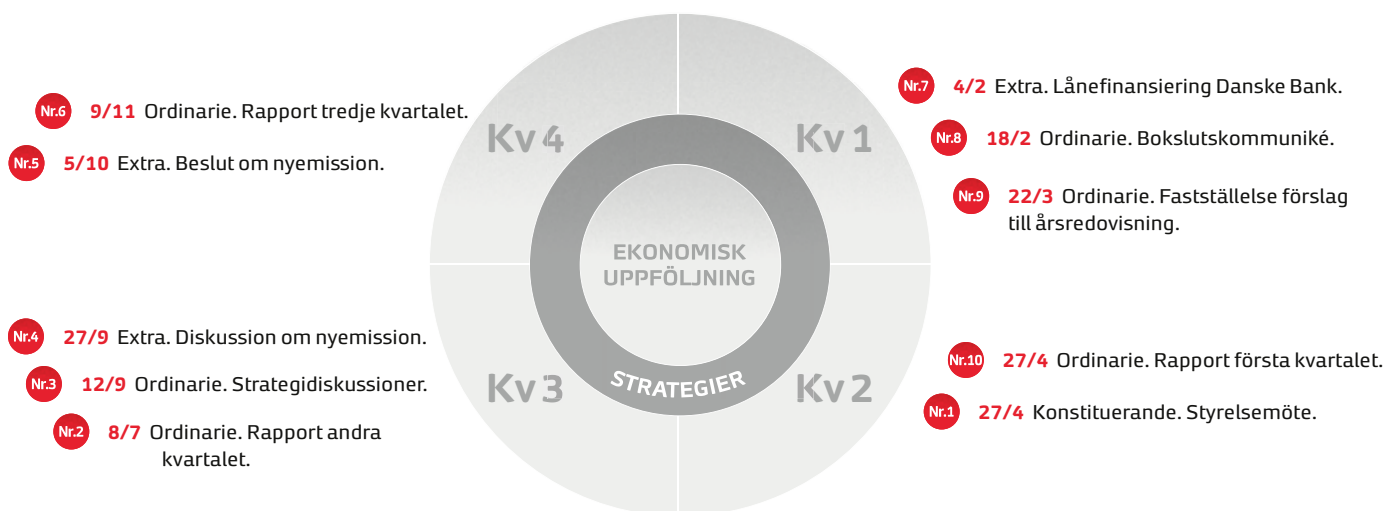 Nr.6 9/11 Ordinarie. Rapport tredje kvartalet.
Nr.5 5/10 Extra. Beslut om nyemission.
Kv 4
Kv 1
Nr.7 4/2 Extra. Lånefinansiering Danske Bank.
Nr.8 18/2 Ordinarie. Bokslutskommuniké.
Nr.9 22/3 Ordinarie. Fastställelse förslag
till årsredovisning.
EKONOMISK
UPPFÖLJNING
STRATEGIER
Nr.4 27/9 Extra. Diskussion om nyemission.
Nr.3 12/9 Ordinarie. Strategidiskussioner.
Nr.2 8/7 Ordinarie. Rapport andra
kvartalet.
Kv 3
Kv 2
Nr.10 27/4 Ordinarie. Rapport första kvartalet.
Nr.1 27/4 Konstituerande. Styrelsemöte.